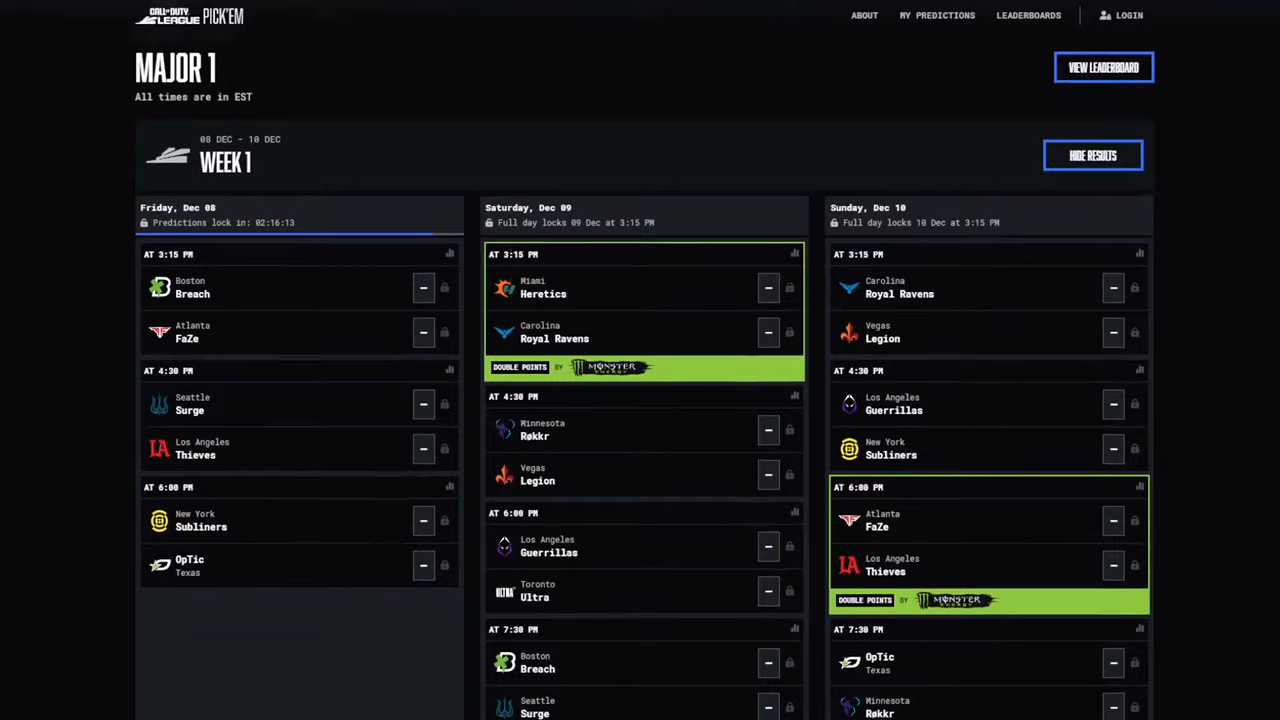 CALL OF DUTY LEAGUE PICK'EM
ABOUT
MY PREDICTIONS
LEADERBOARDS
LOGIN
MAJOR 1
VIEW LEADERBOARD
All times are in EST
08 DEC - 10 DEC
WEEK 1
HIDE RESULTS
Friday, Dec 08
Predictions lock in: 02:16:13
AT 3:15 PM
Boston
Breach
–
Atlanta
FaZe
–
AT 4:30 PM
Seattle
Surge
–
LA
Los Angeles
Thieves
–
AT 6:00 PM
New York
Subliners
–
OpTic
Texas
–
Saturday, Dec 09
Full day locks 09 Dec at 3:15 PM
AT 3:15 PM
Miami
Heretics
–
Carolina
Royal Ravens
–
DOUBLE POINTS BY MONSTER ENERGY
AT 4:30 PM
Minnesota
Røkkr
–
Vegas
Legion
–
AT 6:00 PM
Los Angeles
Guerrillas
–
ULTRA
Toronto
Ultra
–
AT 7:30 PM
Boston
Breach
–
Seattle
Surge
–
Sunday, Dec 10
Full day locks 10 Dec at 3:15 PM
AT 3:15 PM
Carolina
Royal Ravens
–
Vegas
Legion
–
AT 4:30 PM
Los Angeles
Guerrillas
–
New York
Subliners
–
AT 6:00 PM
Atlanta
FaZe
–
LA
Los Angeles
Thieves
–
DOUBLE POINTS BY MONSTER ENERGY
AT 7:30 PM
OpTic
Texas
–
Minnesota
Røkkr
–